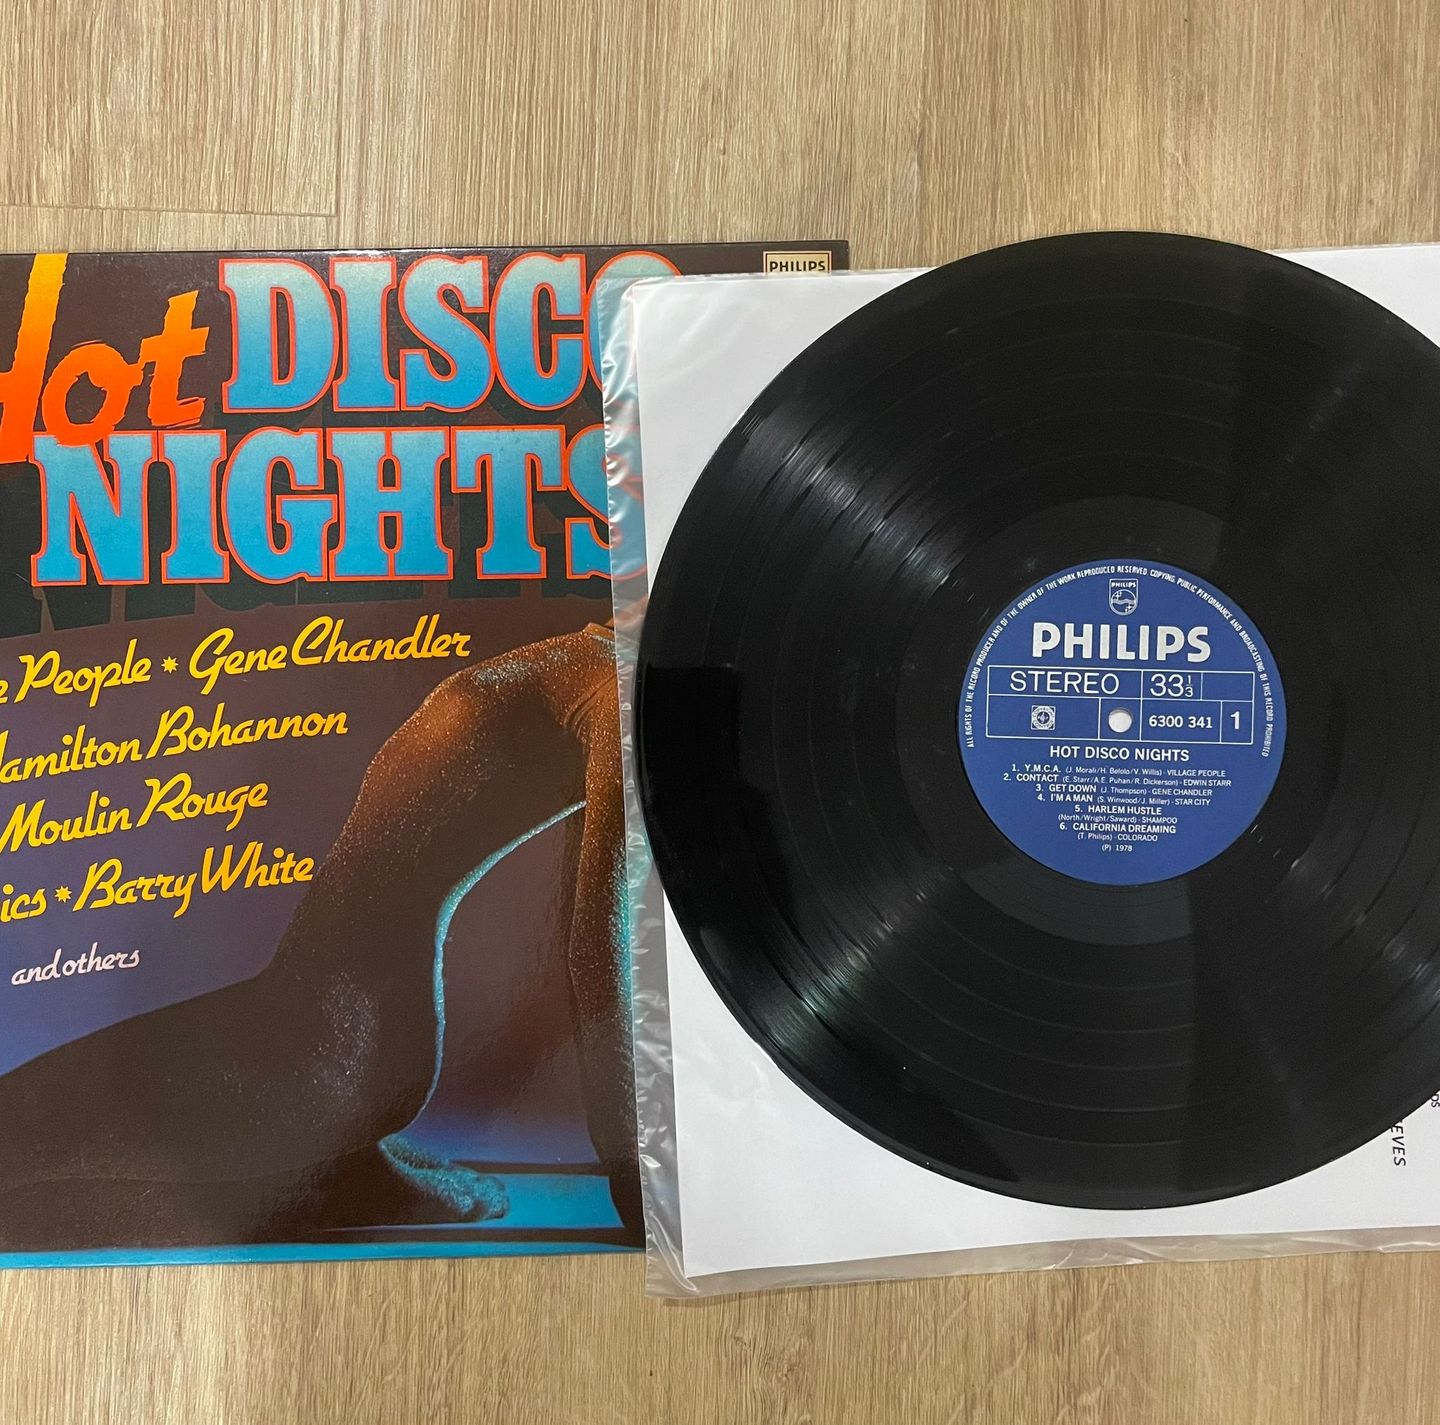 Hot DISCO
NIGHTS
PHILIPS
People * Gene Chandler
Hamilton Bohannon
Moulin Rouge
* Barry White
and others
ALL RIGHTS OF THE RECORD PRODUCER AND OF THE OWNER OF THE WORK REPRODUCED RESERVED. COPYING, PUBLIC PERFORMANCE AND BROADCASTING OF THIS RECORD PROHIBITED
PHILIPS
PHILIPS
STEREO 33 1/3
6300 341 1
HOT DISCO NIGHTS
1. Y.M.C.A. (J. Morali/H. Belolo/V. Willis) - VILLAGE PEOPLE
2. CONTACT (E. Starr/A.E. Puhan/R. Dickerson) - EDWIN STARR
3. GET DOWN (J. Thompson) - GENE CHANDLER
4. I'M A MAN (S. Winwood/J. Miller) - STAR CITY
5. HARLEM HUSTLE
(North/Wright/Saward) - SHAMPOO
6. CALIFORNIA DREAMING
(T. Philips) - COLORADO
(P) 1978